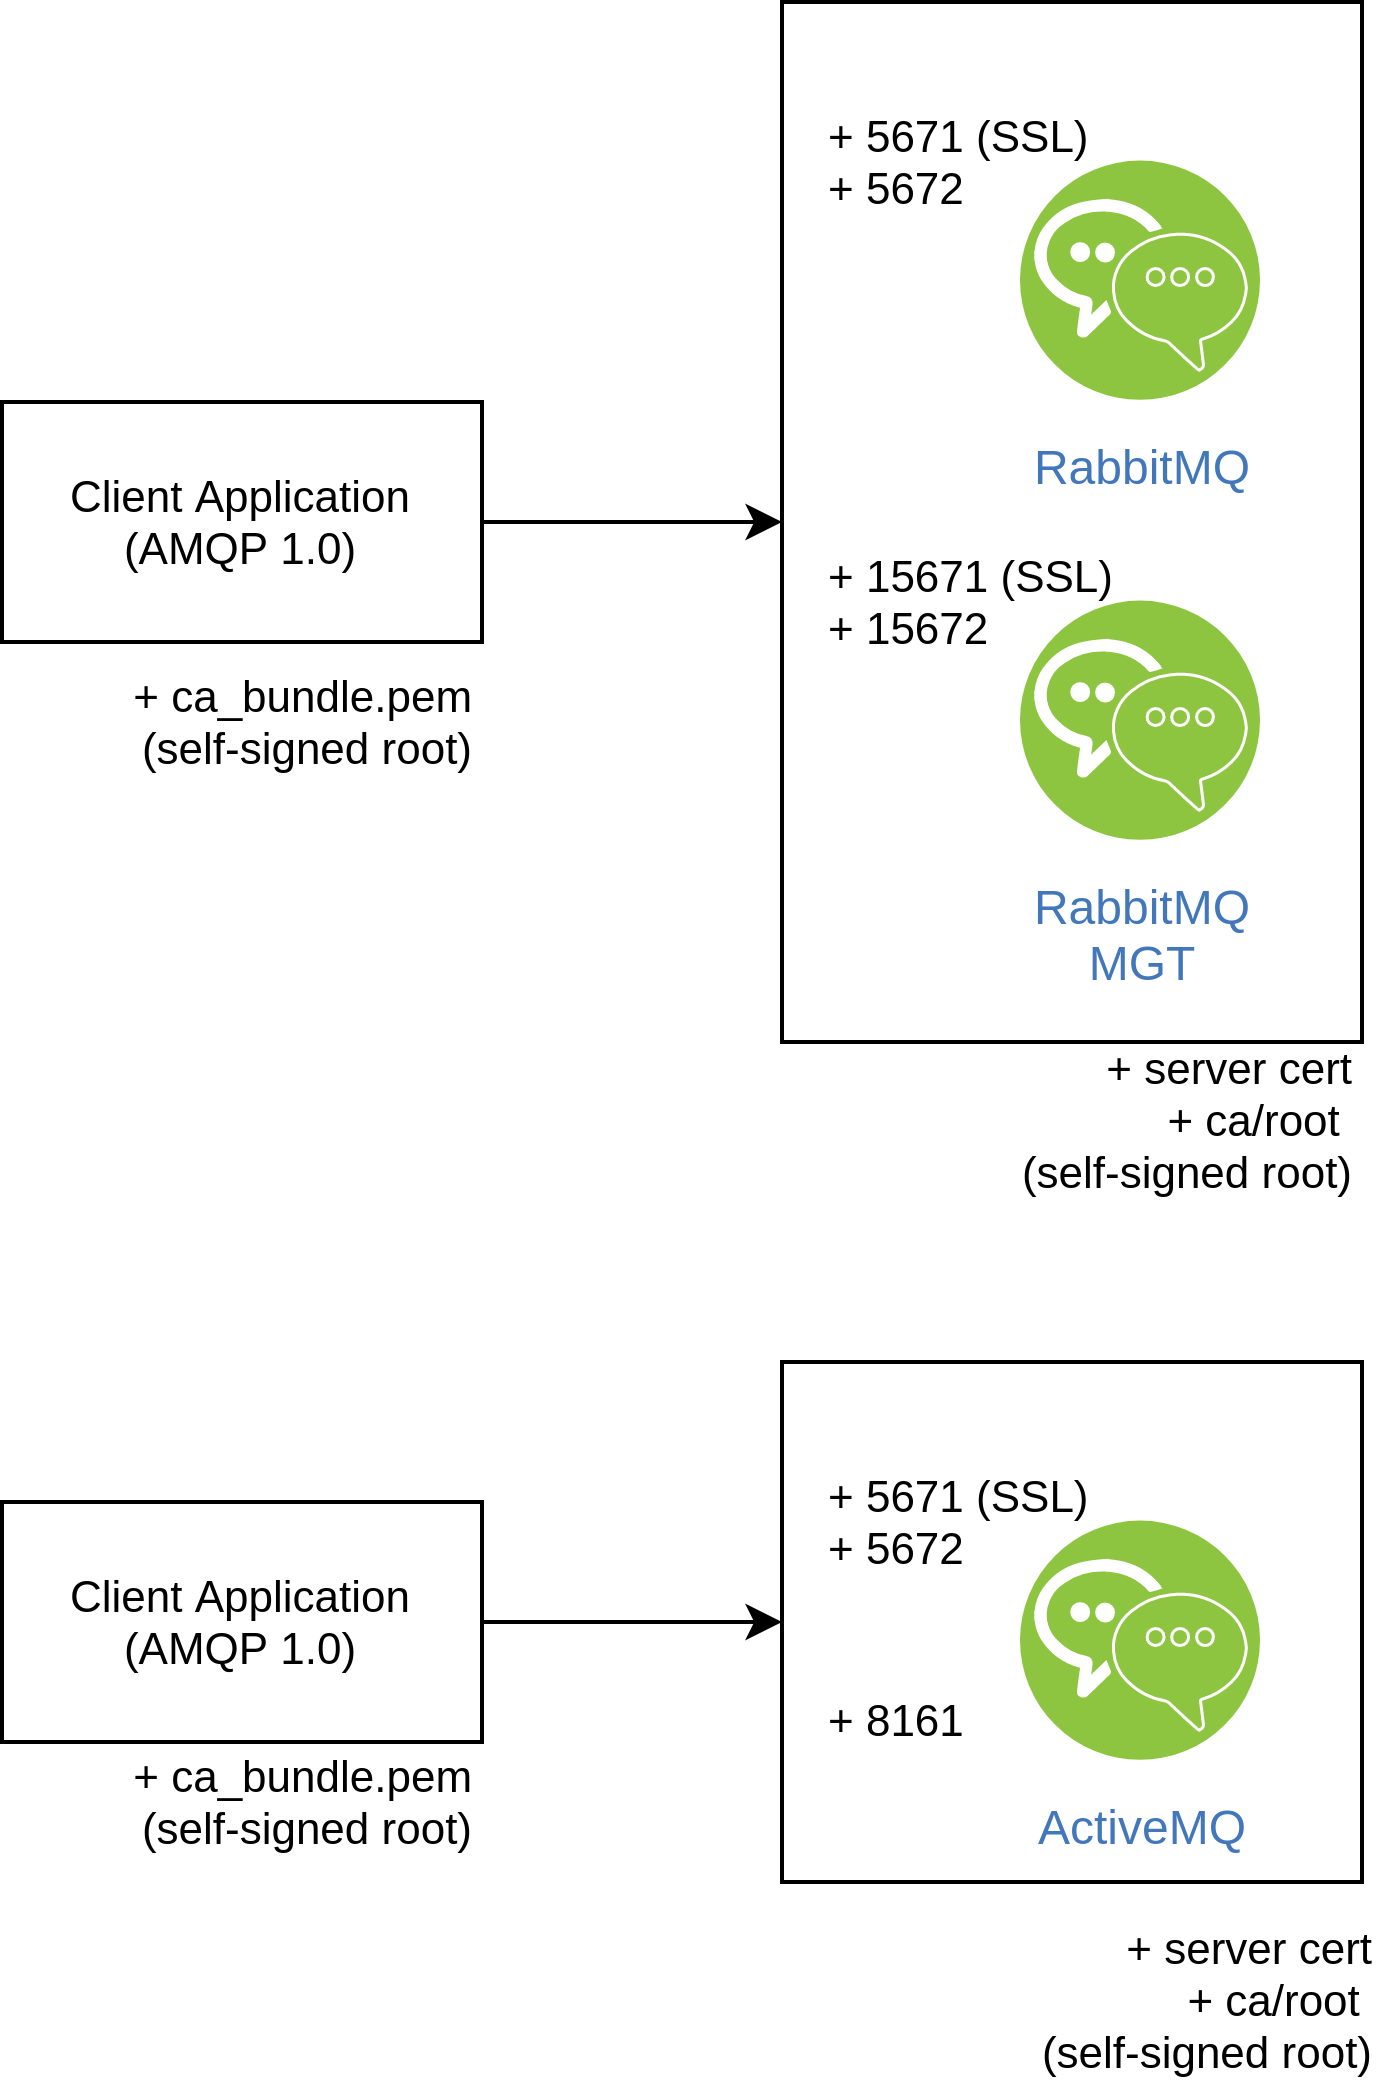 + 5671 (SSL)
+ 5672
RabbitMQ
Client Application
(AMQP 1.0)
+ ca_bundle.pem
(self-signed root)
+ 15671 (SSL)
+ 15672
RabbitMQ
MGT
+ server cert
+ ca/root
(self-signed root)
+ 5671 (SSL)
+ 5672
Client Application
(AMQP 1.0)
+ 8161
+ ca_bundle.pem
(self-signed root)
ActiveMQ
+ server cert
+ ca/root
(self-signed root)